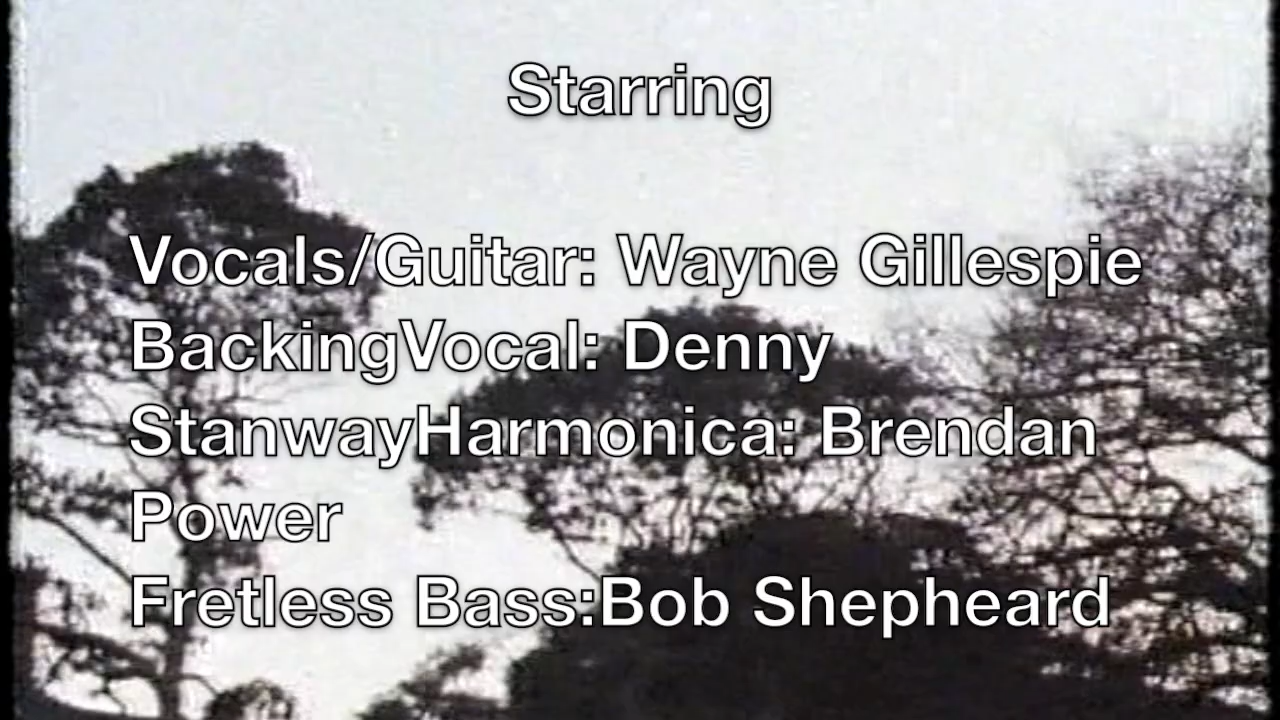 Starring
Vocals/Guitar: Wayne Gillespie
BackingVocal: Denny
StanwayHarmonica: Brendan
Power
Fretless Bass:Bob Shepheard